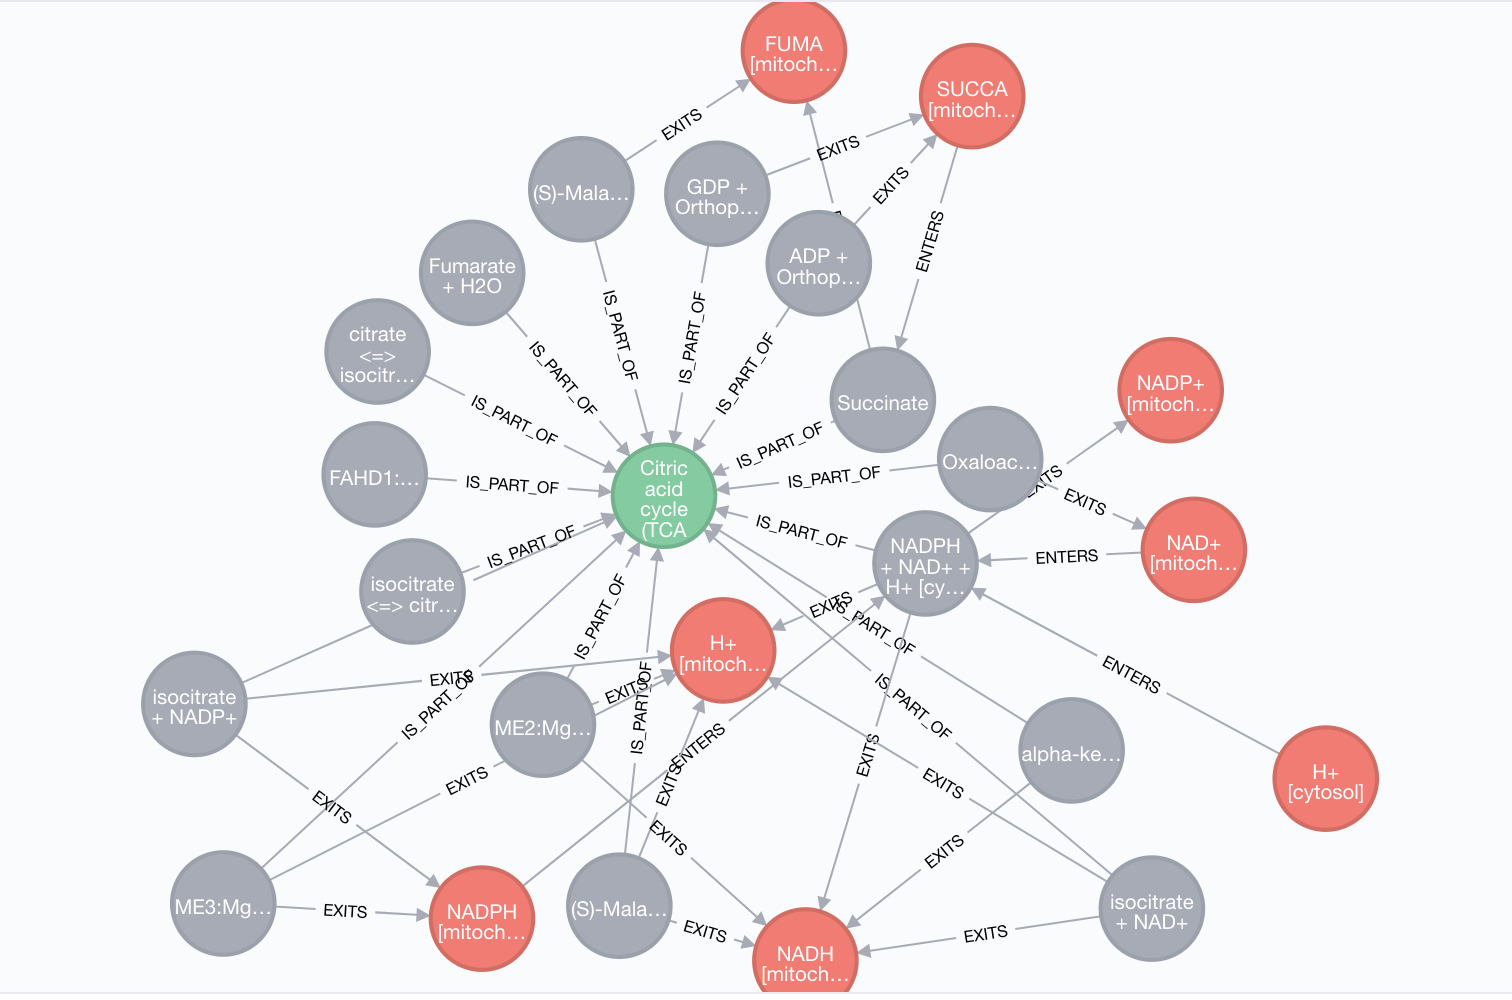 FUMA
[mitoch…
SUCCA
[mitoch…
EXITS
EXITS
(S)-Mala…
GDP +
Orthop…
EXITS
ENTERS
ADP +
Orthop…
Fumarate
+ H2O
citrate
<=>
isocitr…
IS_PART_OF
IS_PART_OF
IS_PART_OF
IS_PART_OF
IS_PART_OF
Succinate
NADP+
[mitoch…
IS_PART_OF
FAHD1:…
IS_PART_OF
Citric
acid
cycle
(TCA
IS_PART_OF
Oxaloac…
EXITS
EXITS
IS_PART_OF
IS_PART_OF
NADPH
+ NAD+ +
H+ [cy…
ENTERS
NAD+
[mitoch…
isocitrate
<=> citr…
IS_PART_OF
EXITS
IS_PART_OF
H+
[mitoch…
ENTERS
isocitrate
+ NADP+
EXITS
IS_PART_OF
EXITS
IS_PART_OF
IS_PART_OF
ME2:Mg…
ENTERS
EXITS
alpha-ke…
H+
[cytosol]
EXITS
EXITS
EXITS
EXITS
EXITS
EXITS
ME3:Mg…
EXITS
NADPH
[mitoch…
(S)-Mala…
EXITS
NADH
[mitoch…
EXITS
isocitrate
+ NAD+